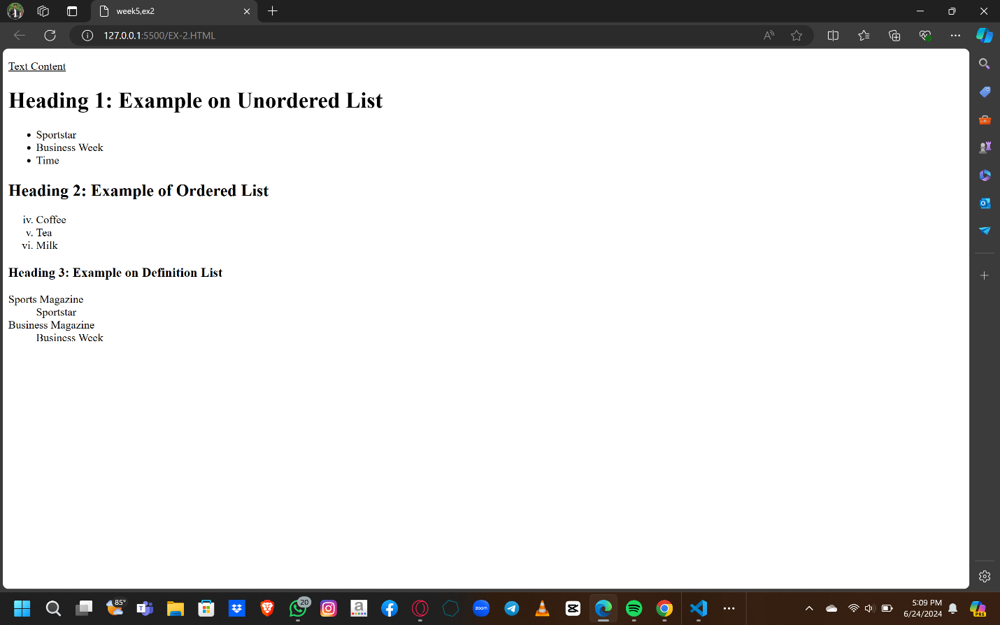 week5,ex2
127.0.0.1:5500/EX-2.HTML
Text Content
Heading 1: Example on Unordered List
• Sportstar
• Business Week
• Time
Heading 2: Example of Ordered List
iv. Coffee
v. Tea
vi. Milk
Heading 3: Example on Definition List
Sports Magazine
Sportstar
Business Magazine
Business Week
85°
20
zoom
5:09 PM
6/24/2024
PRE